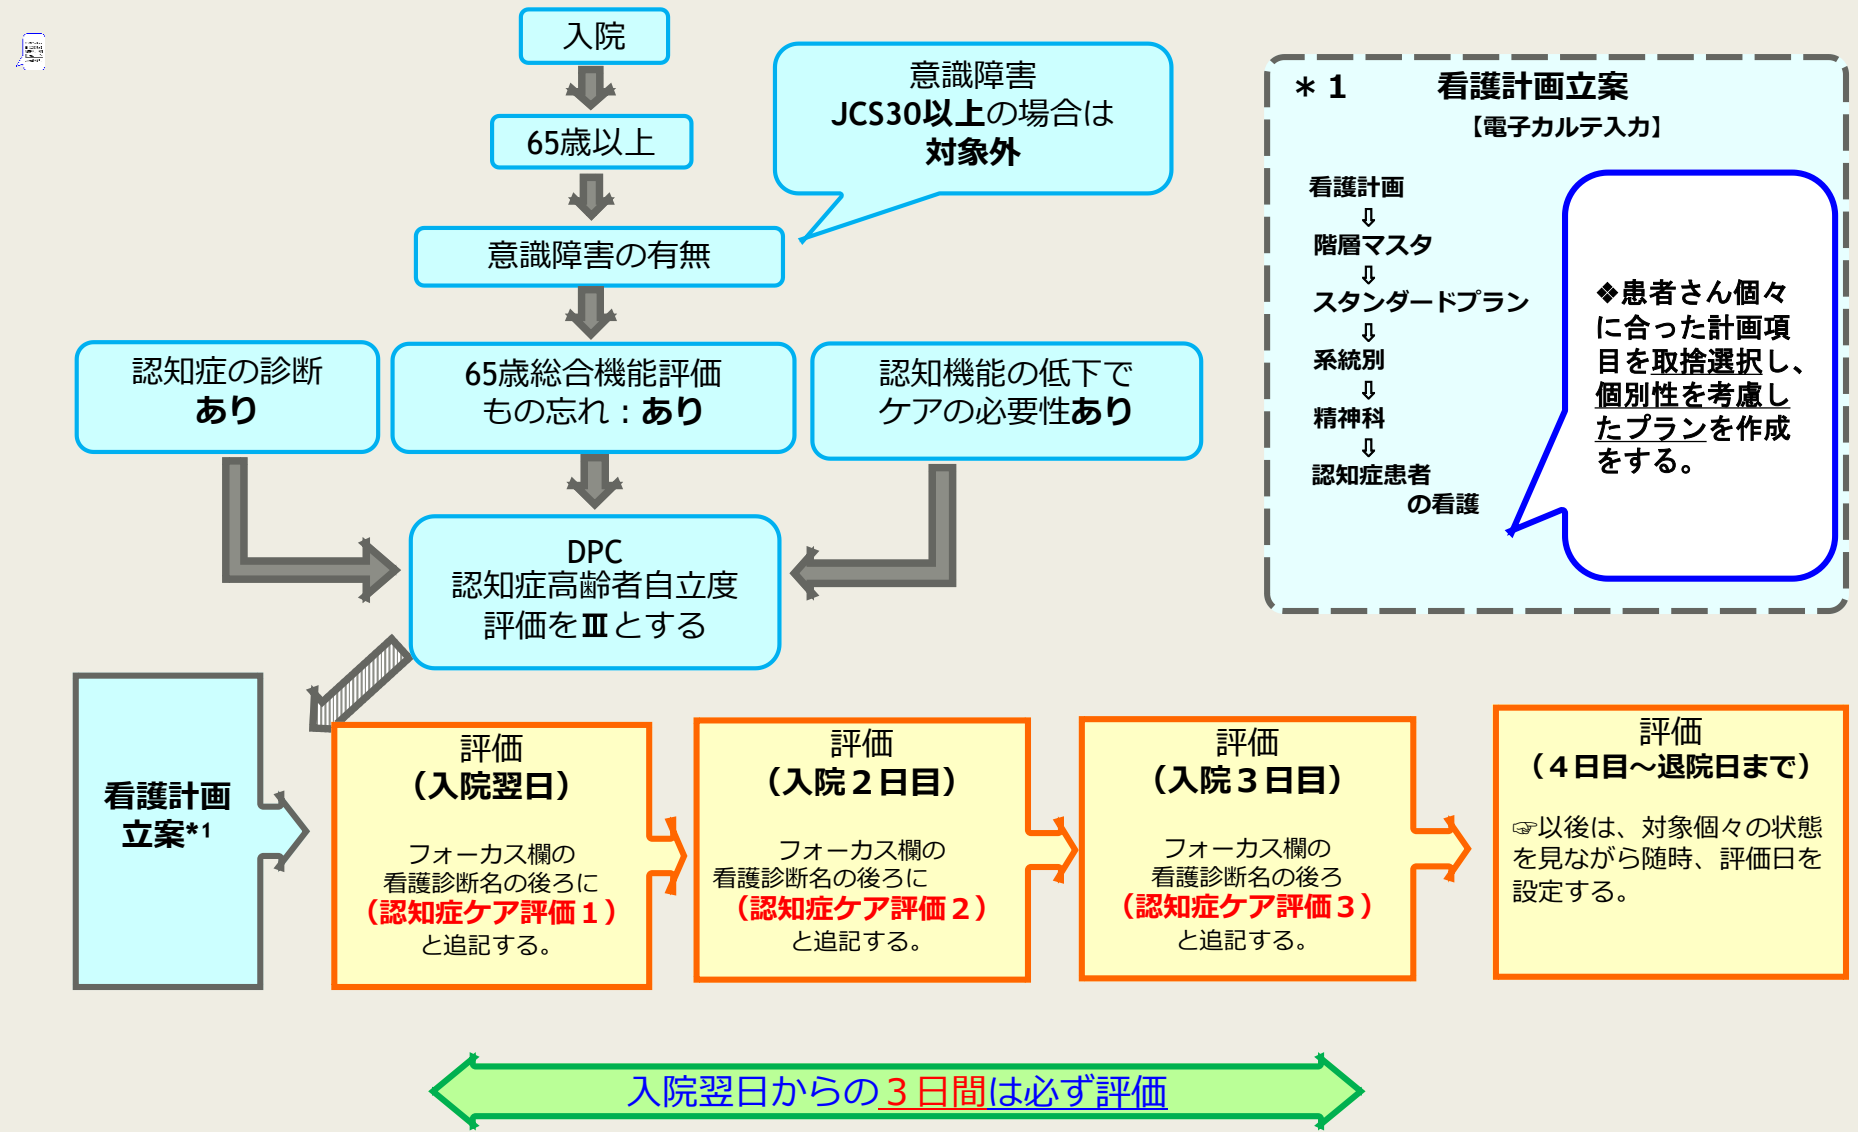 入院
65歳以上
意識障害の有無
意識障害
JCS30以上の場合は
対象外
認知症の診断
あり
65歳総合機能評価
もの忘れ：あり
認知機能の低下で
ケアの必要性あり
DPC
認知症高齢者自立度
評価をⅢとする
＊1 看護計画立案
【電子カルテ入力】
看護計画
⇩
階層マスタ
⇩
スタンダードプラン
⇩
系統別
⇩
精神科
⇩
認知症患者
の看護
❖患者さん個々
に合った計画項
目を取捨選択し、
個別性を考慮し
たプランを作成
をする。
看護計画
立案*1
評価
（入院翌日）
フォーカス欄の
看護診断名の後ろに
（認知症ケア評価１）
と追記する。
評価
（入院２日目）
フォーカス欄の
看護診断名の後ろに
（認知症ケア評価２）
と追記する。
評価
（入院３日目）
フォーカス欄の
看護診断名の後ろ
（認知症ケア評価３）
と追記する。
評価
（４日目～退院日まで）
☞以後は、対象個々の状態
を見ながら随時、評価日を
設定する。
入院翌日からの３日間は必ず評価